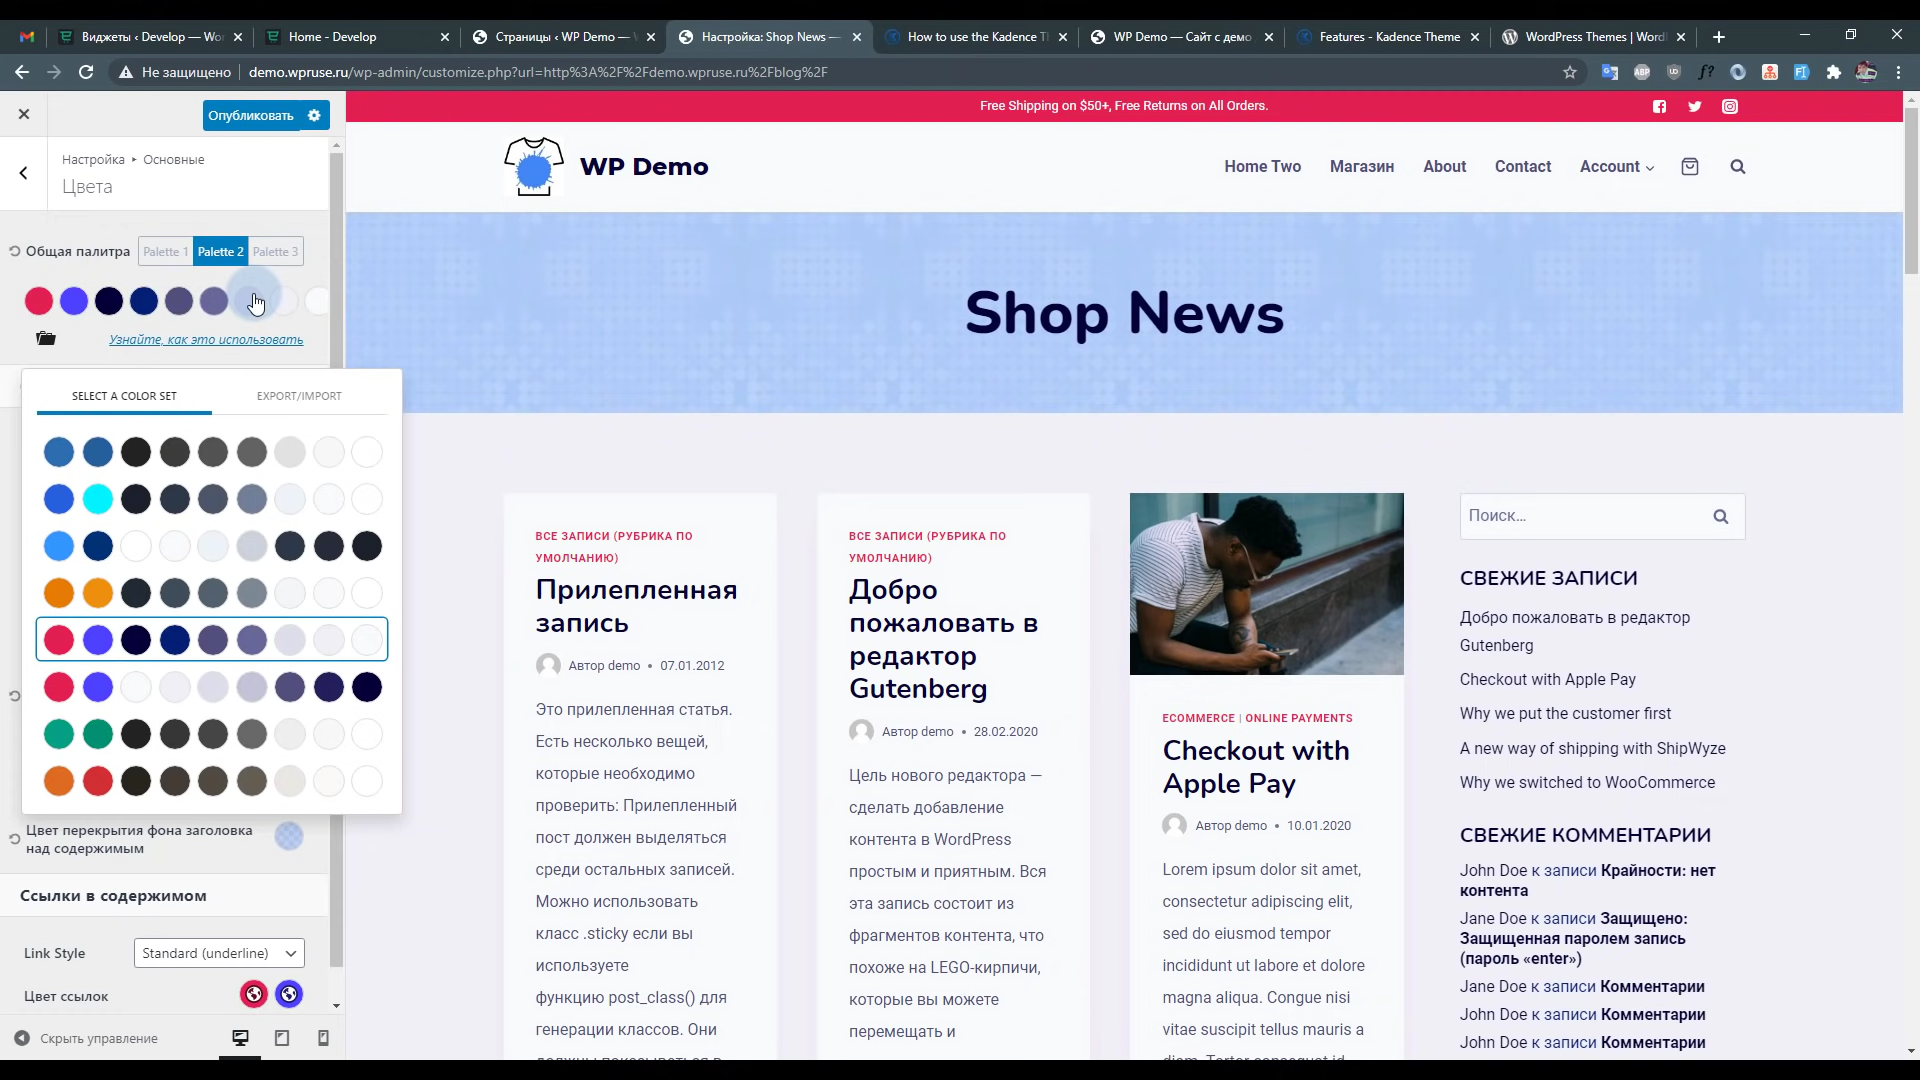 Виджеты ‹ Develop — Wor
Home - Develop
Страницы ‹ WP Demo —
Настройка: Shop News —
How to use the Kadence Th
WP Demo — Сайт с демо
Features - Kadence Theme
WordPress Themes | Word
Не защищено
demo.wpruse.ru/wp-admin/customize.php?url=http%3A%2F%2Fdemo.wpruse.ru%2Fblog%2F
Опубликовать
Настройка ▸ Основные
Цвета
Общая палитра
Palette 1
Palette 2
Palette 3
Узнайте, как это использовать
SELECT A COLOR SET
EXPORT/IMPORT
Цвет перекрытия фона заголовка
над содержимым
Ссылки в содержимом
Link Style
Standard (underline)
Цвет ссылок
Скрыть управление
Free Shipping on $50+, Free Returns on All Orders.
WP Demo
Home Two
Магазин
About
Contact
Account
Shop News
ВСЕ ЗАПИСИ (РУБРИКА ПО
УМОЛЧАНИЮ)
Прилепленная
запись
Автор demo • 07.01.2012
Это прилепленная статья.
Есть несколько вещей,
которые необходимо
проверить: Прилепленный
пост должен выделяться
среди остальных записей.
Можно использовать
класс .sticky если вы
используете
функцию post_class() для
генерации классов. Они
должны показываться в
ВСЕ ЗАПИСИ (РУБРИКА ПО
УМОЛЧАНИЮ)
Добро
пожаловать в
редактор
Gutenberg
Автор demo • 28.02.2020
Цель нового редактора —
сделать добавление
контента в WordPress
простым и приятным. Вся
эта запись состоит из
фрагментов контента, что
похоже на LEGO-кирпичи,
которые вы можете
перемещать и
ECOMMERCE | ONLINE PAYMENTS
Checkout with
Apple Pay
Автор demo • 10.01.2020
Lorem ipsum dolor sit amet,
consectetur adipiscing elit,
sed do eiusmod tempor
incididunt ut labore et dolore
magna aliqua. Congue nisi
vitae suscipit tellus mauris a
diam. Tortor consequat id
Поиск...
СВЕЖИЕ ЗАПИСИ
Добро пожаловать в редактор
Gutenberg
Checkout with Apple Pay
Why we put the customer first
A new way of shipping with ShipWyze
Why we switched to WooCommerce
СВЕЖИЕ КОММЕНТАРИИ
John Doe к записи Крайности: нет
контента
Jane Doe к записи Защищено:
Защищенная паролем запись
(пароль «enter»)
Jane Doe к записи Комментарии
John Doe к записи Комментарии
John Doe к записи Комментарии